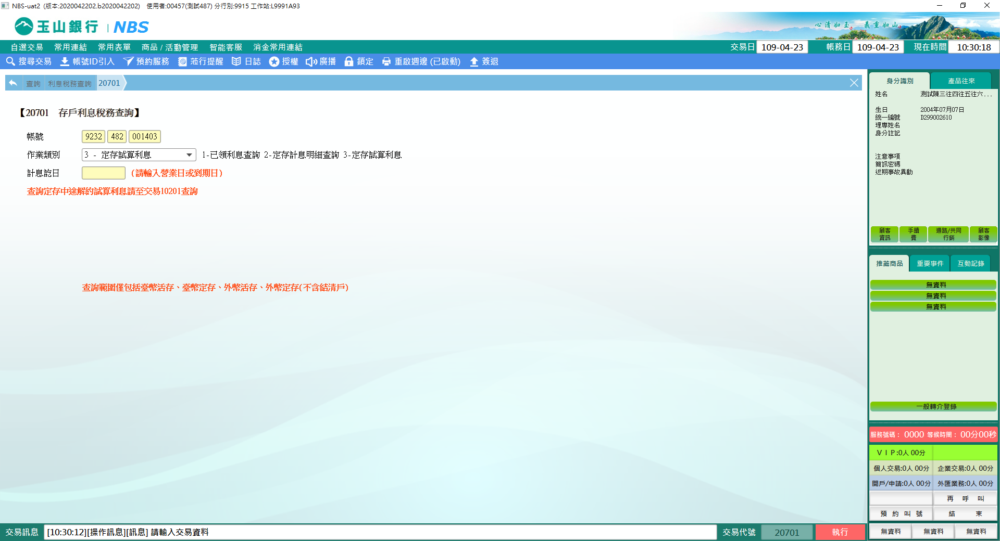 NBS-uat2 (版本:2020042202.b2020042202) 使用者:00457(測試487) 分行別:9915 工作站:L9991A93
玉山銀行 | NBS
心清如玉。 義重如山。
自選交易 常用連結 常用表單 商品 / 活動管理 智能客服 消金常用連結 交易日 109-04-23 帳務日 109-04-23 現在時間 10:30:18
搜尋交易 帳號ID引入 預約服務 蒞行提醒 日誌 授權 廣播 鎖定 重啟週邊 (已啟動) 簽退
查詢 利息稅務查詢 20701
【20701 存戶利息稅務查詢】
帳號 9232 482 001403
作業類別 3 - 定存試算利息 1-已領利息查詢 2-定存計息明細查詢 3-定存試算利息
計息訖日 (請輸入營業日或到期日)
查詢定存中途解約試算利息請至交易10201查詢
查詢範圍僅包括臺幣活存、臺幣定存、外幣活存、外幣定存(不含結清戶)
身分識別 產品往來
姓名 測試陳三往四往五往六...
生日 2004年07月07日
統一編號 D299002610
理專姓名
身分註記
注意事項
簡訊密碼
近期事故異動
顧客資訊 手續費 通路/共同行銷 顧客影像
推薦商品 重要事件 互動記錄
無資料
無資料
無資料
一般轉介登錄
服務號碼： 0000 等候時間： 00分00秒
ＶＩＰ:0人 00分
個人交易:0人 00分 企業交易:0人 00分
開戶/申請:0人 00分 外匯業務:0人 00分
再 呼 叫
預 約 叫 號 結 束
無資料 無資料 無資料
交易訊息 [10:30:12][操作訊息][訊息] 請輸入交易資料 交易代號 20701 執行